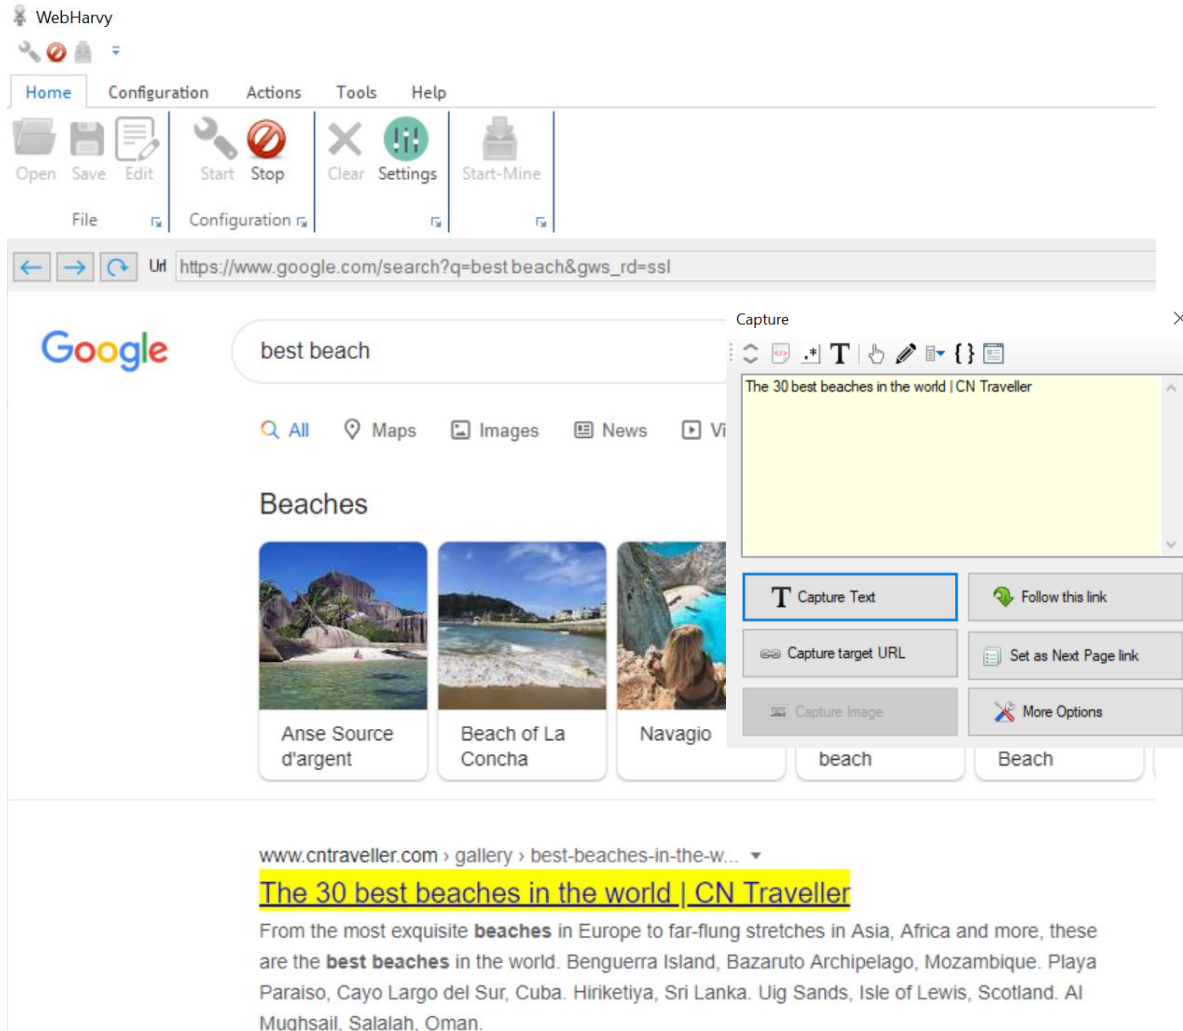 WebHarvy
Home Configuration Actions Tools Help
Open Save Edit Start Stop Clear Settings Start-Mine
File Configuration
Url https://www.google.com/search?q=best beach&gws_rd=ssl
Capture
Google best beach
.* T { }
The 30 best beaches in the world | CN Traveller
All Maps Images News Vi
Beaches
T Capture Text Follow this link
Capture target URL Set as Next Page link
Capture Image More Options
Anse Source d'argent
Beach of La Concha
Navagio
beach
Beach
www.cntraveller.com › gallery › best-beaches-in-the-w...
The 30 best beaches in the world | CN Traveller
From the most exquisite beaches in Europe to far-flung stretches in Asia, Africa and more, these
are the best beaches in the world. Benguerra Island, Bazaruto Archipelago, Mozambique. Playa
Paraiso, Cayo Largo del Sur, Cuba. Hiriketiya, Sri Lanka. Uig Sands, Isle of Lewis, Scotland. Al
Mughsail, Salalah, Oman.